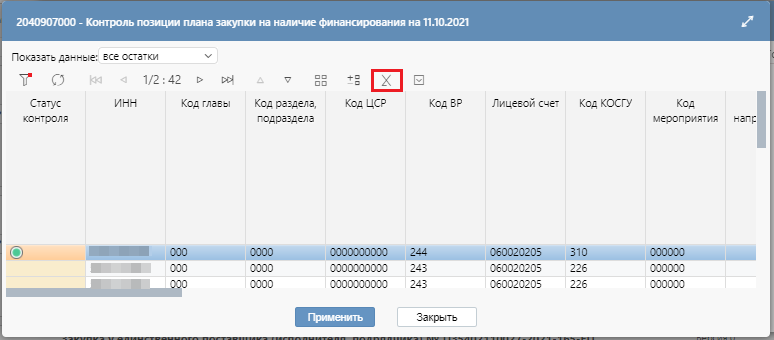 2040907000 - Контроль позиции плана закупки на наличие финансирования на 11.10.2021
Показать данные: все остатки
1/2 : 42
Статус контроля ИНН Код главы Код раздела, подраздела Код ЦСР Код ВР Лицевой счет Код КОСГУ Код мероприятия напр
000 0000 0000000000 244 060020205 310 000000
000 0000 0000000000 243 060020205 226 000000
000 0000 0000000000 243 060020205 226 000000
Применить Закрыть